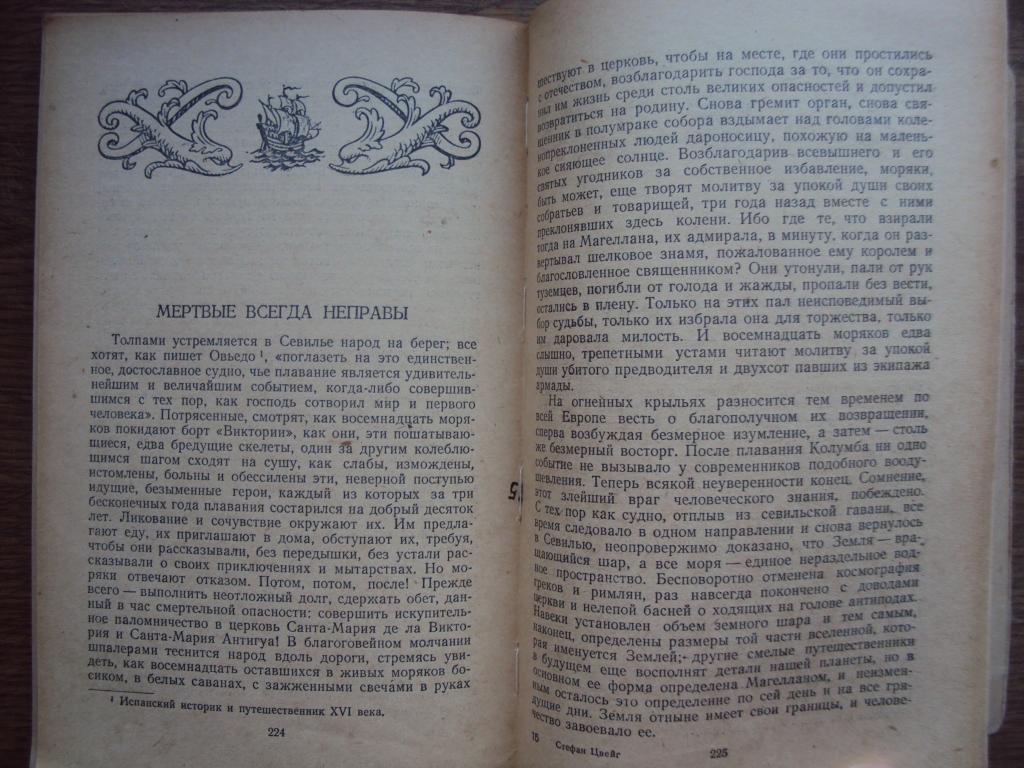 МЕРТВЫЕ ВСЕГДА НЕПРАВЫ
Толпами устремляется в Севилье народ на берег; все
хотят, как пишет Овьедо ¹, «поглазеть на это единствен-
ное, достославное судно, чье плавание является удивитель-
нейшим и величайшим событием, когда-либо совершив-
шимся с тех пор, как господь сотворил мир и первого
человека». Потрясенные, смотрят, как восемнадцать моря-
ков покидают борт «Виктории», как они, эти пошатываю-
щиеся, едва бредущие скелеты, один за другим колеблю-
щимся шагом сходят на сушу, как слабы, измождены,
истомлены, больны и обессилены эти, неверной поступью
идущие, безыменные герои, каждый из которых за три
бесконечных года плавания состарился на добрый десяток
лет. Ликование и сочувствие окружают их. Им предла-
гают еду, их приглашают в дома, обступают их, требуя,
чтобы они рассказывали, без передышки, без устали рас-
сказывали о своих приключениях и мытарствах. Но мо-
ряки отвечают отказом. Потом, потом, после! Прежде
всего — выполнить неотложный долг, сдержать обет, дан-
ный в час смертельной опасности: совершить искупитель-
ное паломничество в церковь Санта-Мария де ла Викто-
рия и Санта-Мария Антигуа! В благоговейном молчании
шпалерами теснится народ вдоль дороги, стремясь уви-
деть, как восемнадцать оставшихся в живых моряков бо-
сиком, в белых саванах, с зажженными свечами в руках
¹ Испанский историк и путешественник XVI века.
224
шествуют в церковь, чтобы на месте, где они простились
с отечеством, возблагодарить господа за то, что он сохра-
нил им жизнь среди столь великих опасностей и допустил
возвратиться на родину. Снова гремит орган, снова свя-
щенник в полумраке собора вздымает над головами коле-
нопреклоненных людей дароносицу, похожую на малень-
кое сияющее солнце. Возблагодарив всевышнего и его
святых угодников за собственное избавление, моряки,
быть может, еще творят молитву за упокой души своих
собратьев и товарищей, три года назад вместе с ними
преклонявших здесь колени. Ибо где те, что взирали
тогда на Магеллана, их адмирала, в минуту, когда он раз-
вертывал шелковое знамя, пожалованное ему королем и
благословленное священником? Они утонули, пали от рук
туземцев, погибли от голода и жажды, пропали без вести,
остались в плену. Только на этих пал неисповедимый вы-
бор судьбы, только их избрала она для торжества, только
им даровала милость. И восемнадцать моряков едва
слышно, трепетными устами читают молитву за упокой
души убитого предводителя и двухсот павших из экипажа
армады.
На огнейных крыльях разносится тем временем по
всей Европе весть о благополучном их возвращении,
сперва возбуждая безмерное изумление, а затем — столь
же безмерный восторг. После плавания Колумба ни одно
событие не вызывало у современников подобного вооду-
шевления. Теперь всякой неуверенности конец. Сомнение,
этот злейший враг человеческого знания, побеждено.
С тех пор как судно, отплыв из севильской гавани, все
время следовало в одном направлении и снова вернулось
в Севилью, неопровержимо доказано, что Земля — вра-
щающийся шар, а все моря — единое нераздельное вод-
ное пространство. Бесповоротно отменена космография
греков и римлян, раз навсегда покончено с доводами
церкви и нелепой басней о ходящих на голове антиподах.
Навеки установлен объем земного шара и тем самым,
наконец, определены размеры той части вселенной, кото-
рая именуется Землей; другие смелые путешественники
в будущем еще восполнят детали нашей планеты, но в
основном ее форма определена Магелланом, и неизмен-
ным осталось это определение по сей день и на все гря-
дущие дни. Земля отныне имеет свои границы, и челове-
чество завоевало ее.
15 Стефан Цвейг
225